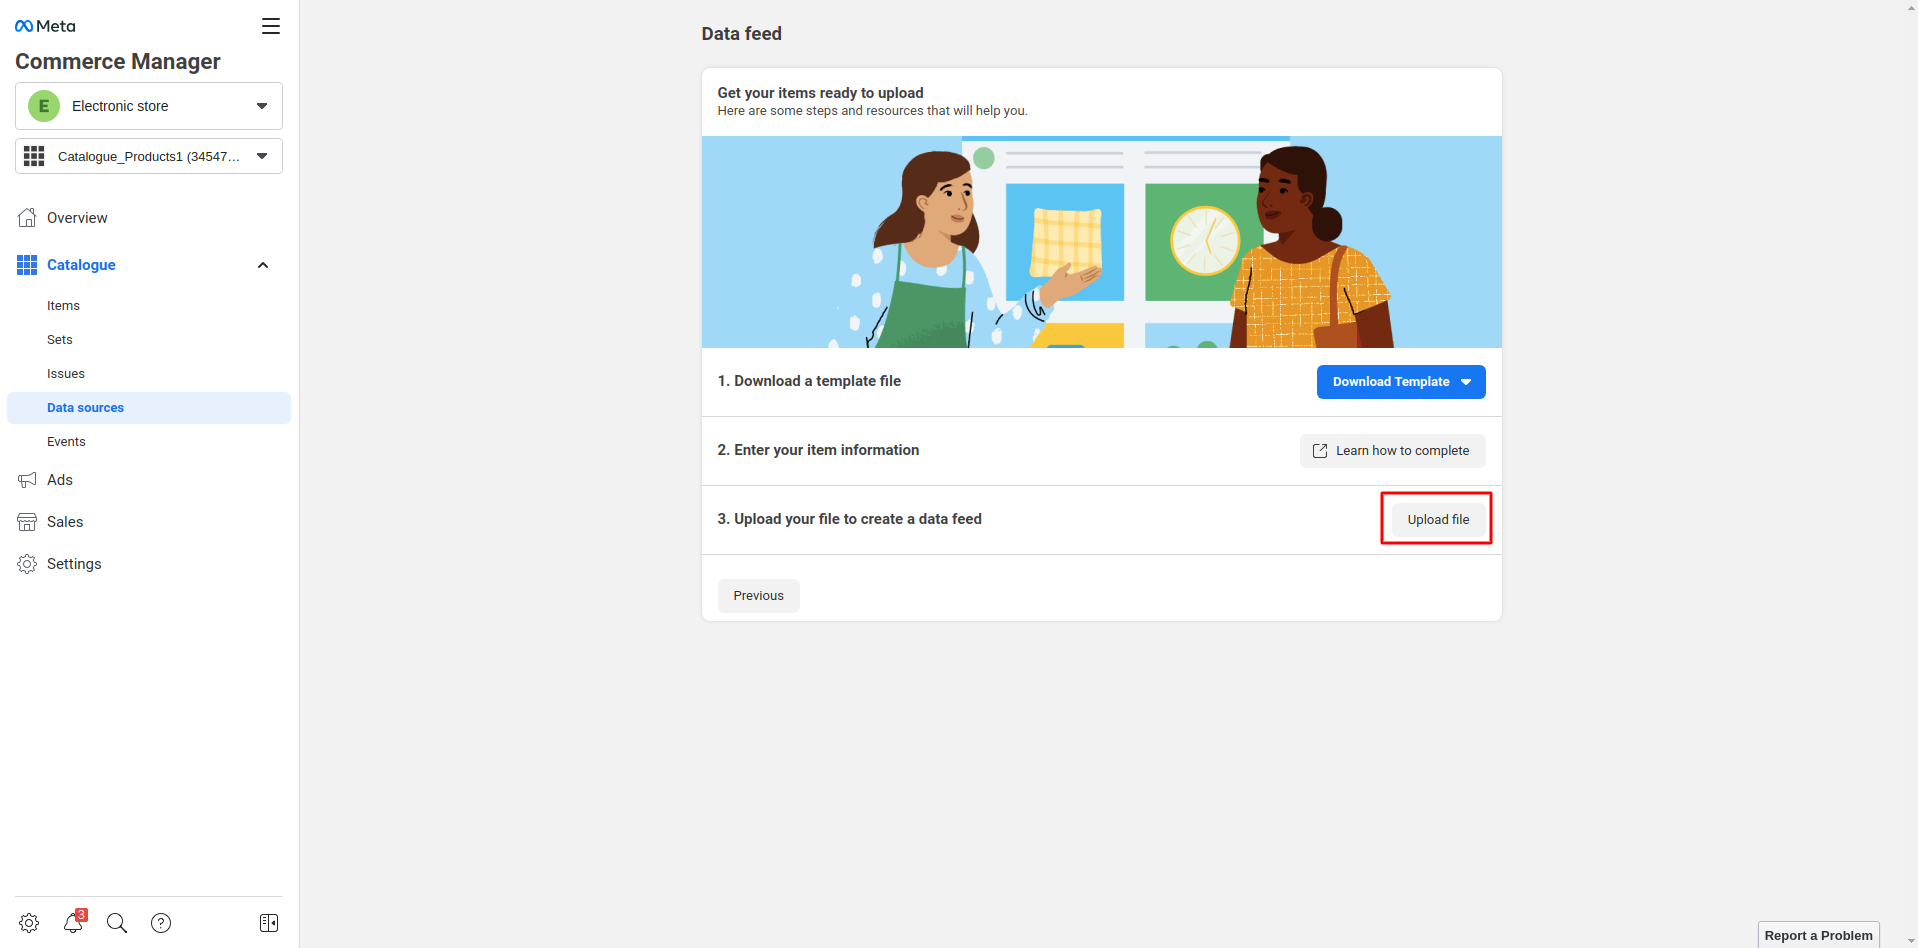 Meta
Commerce Manager
E Electronic store
Catalogue_Products1 (34547...
Overview
Catalogue
Items
Sets
Issues
Data sources
Events
Ads
Sales
Settings
3
?
Data feed
Get your items ready to upload
Here are some steps and resources that will help you.
1. Download a template file
Download Template
2. Enter your item information
Learn how to complete
3. Upload your file to create a data feed
Upload file
Previous
Report a Problem